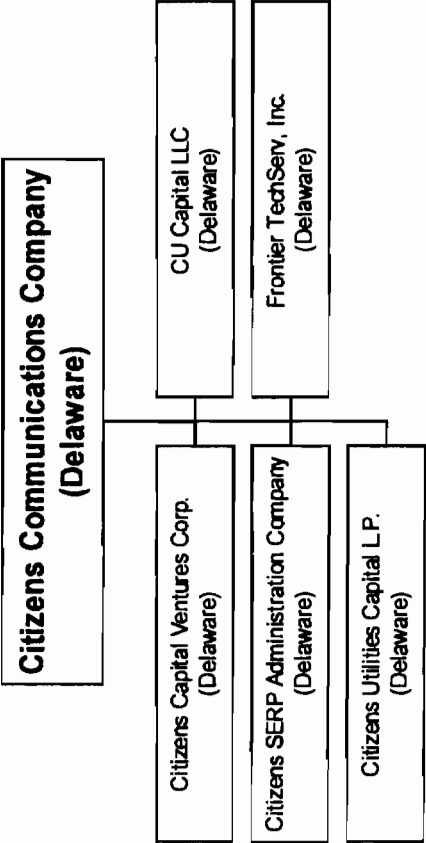 Citizens Communications Company
(Delaware)
Citizens Capital Ventures Corp.
(Delaware)
CU Capital LLC
(Delaware)
Citizens SERP Administration Company
(Delaware)
Frontier TechServ, Inc.
(Delaware)
Citizens Utilities Capital L.P.
(Delaware)